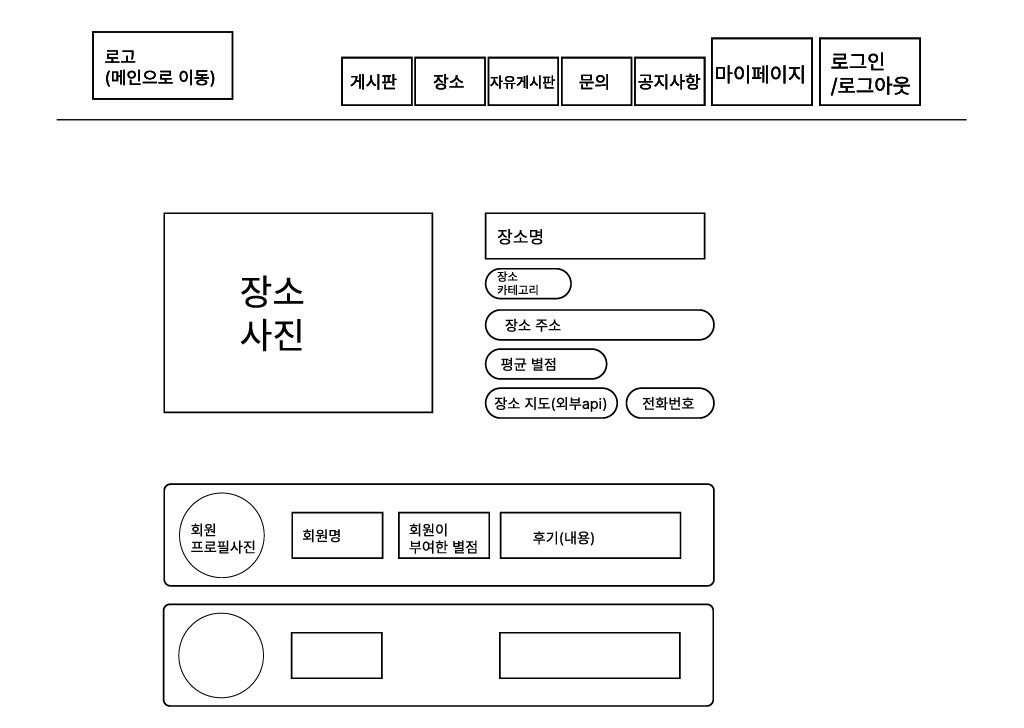 로고
(메인으로 이동)
게시판
장소
자유게시판
문의
공지사항
마이페이지
로그인
/로그아웃
장소
사진
장소명
장소
카테고리
장소 주소
평균 별점
장소 지도(외부api)
전화번호
회원
프로필사진
회원명
회원이
부여한 별점
후기(내용)